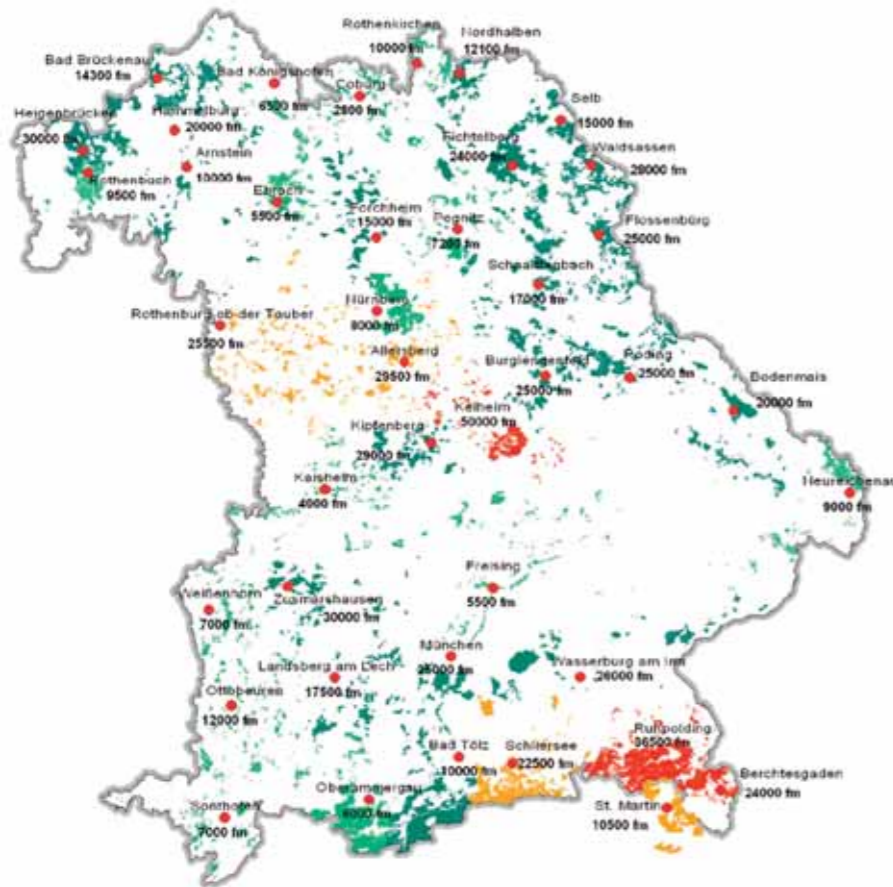 Rothenkirchen
10000 fm
Nordhalben
12100 fm
Bad Brückenau
14300 fm
Bad Königshofen
6500 fm
Coburg
2800 fm
Selb
15000 fm
Heigenbrücken
30000 fm
Hammelburg
20000 fm
Fichtelberg
24000 fm
Waldsassen
28000 fm
Arnstein
10000 fm
Rothenbuch
9500 fm
Ebrach
5500 fm
Forchheim
15000 fm
Pegnitz
7200 fm
Flossenbürg
25000 fm
Schnaittenbach
17000 fm
Rothenburg ob der Tauber
25500 fm
Nürnberg
8000 fm
Allersberg
29500 fm
Burglengenfeld
25000 fm
Roding
25000 fm
Bodenmais
20000 fm
Kelheim
50000 fm
Kipfenberg
29000 fm
Kaisheim
4000 fm
Neureichenau
9000 fm
Freising
5500 fm
Weißenhorn
7000 fm
Zusmarshausen
30000 fm
München
25000 fm
Landsberg am Lech
17500 fm
Wasserburg am Inn
26000 fm
Ottobeuren
12000 fm
Ruhpolding
36500 fm
Bad Tölz
10000 fm
Schliersee
22500 fm
Berchtesgaden
24000 fm
Oberammergau
8000 fm
St. Martin
10500 fm
Sonthofen
7000 fm